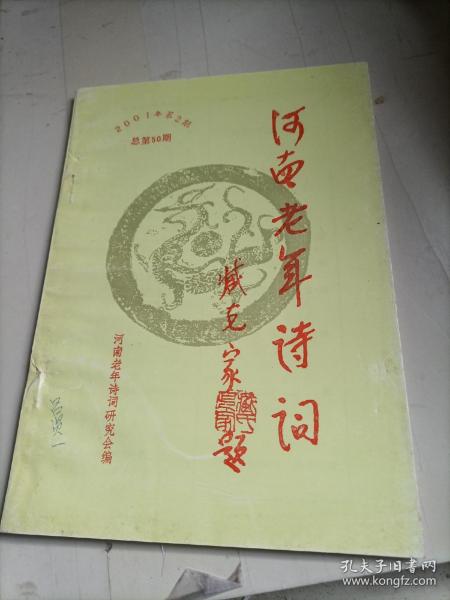 2001年第2期
总第50期
河南老年诗词
臧克家
题
河南老年诗词研究会编
孔夫子旧书网
www.kongfz.com